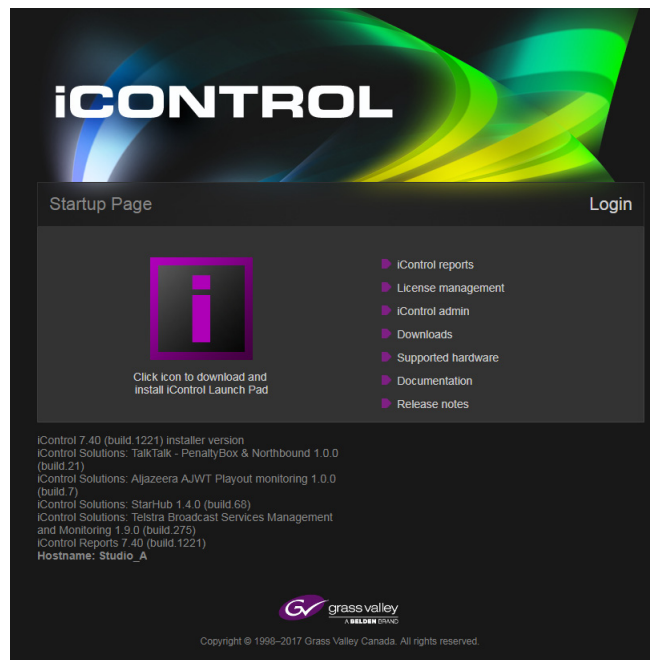 iCONTROL
Startup Page
Login
i
Click icon to download and
install iControl Launch Pad
iControl reports
License management
iControl admin
Downloads
Supported hardware
Documentation
Release notes
iControl 7.40 (build.1221) installer version
iControl Solutions: TalkTalk - PenaltyBox & Northbound 1.0.0
(build.21)
iControl Solutions: Aljazeera AJWT Playout monitoring 1.0.0
(build.7)
iControl Solutions: StarHub 1.4.0 (build.68)
iControl Solutions: Telstra Broadcast Services Management
and Monitoring 1.9.0 (build.275)
iControl Reports 7.40 (build.1221)
Hostname: Studio_A
GV grass valley
A BELDEN BRAND
Copyright © 1998–2017 Grass Valley Canada. All rights reserved.